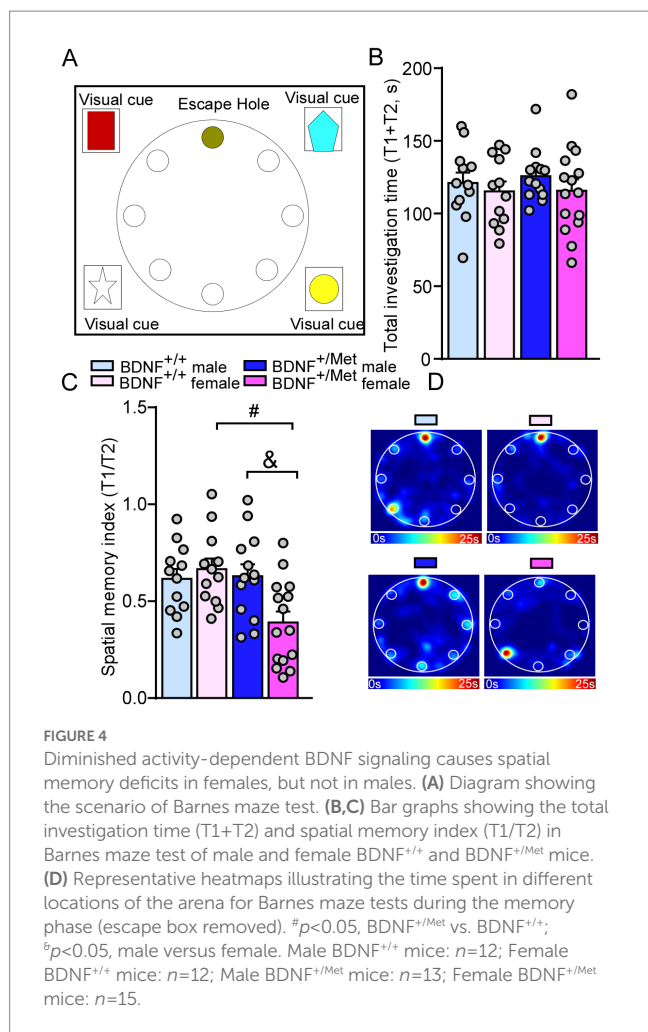 A
Visual cue
Escape Hole
Visual cue
Visual cue
Visual cue
B
Total investigation time (T1+T2, s)
200
150
100
50
0
BDNF+/+ male
BDNF+/Met male
BDNF+/+ female
BDNF+/Met female
C
Spatial memory index (T1/T2)
1.5
1.0
0.5
0.0
#
&
D
0s 25s
0s 25s
0s 25s
0s 25s
FIGURE 4
Diminished activity-dependent BDNF signaling causes spatial
memory deficits in females, but not in males. (A) Diagram showing
the scenario of Barnes maze test. (B,C) Bar graphs showing the total
investigation time (T1+T2) and spatial memory index (T1/T2) in
Barnes maze test of male and female BDNF+/+ and BDNF+/Met mice.
(D) Representative heatmaps illustrating the time spent in different
locations of the arena for Barnes maze tests during the memory
phase (escape box removed). #p<0.05, BDNF+/Met vs. BDNF+/+;
&p<0.05, male versus female. Male BDNF+/+ mice: n=12; Female
BDNF+/+ mice: n=12; Male BDNF+/Met mice: n=13; Female BDNF+/Met
mice: n=15.